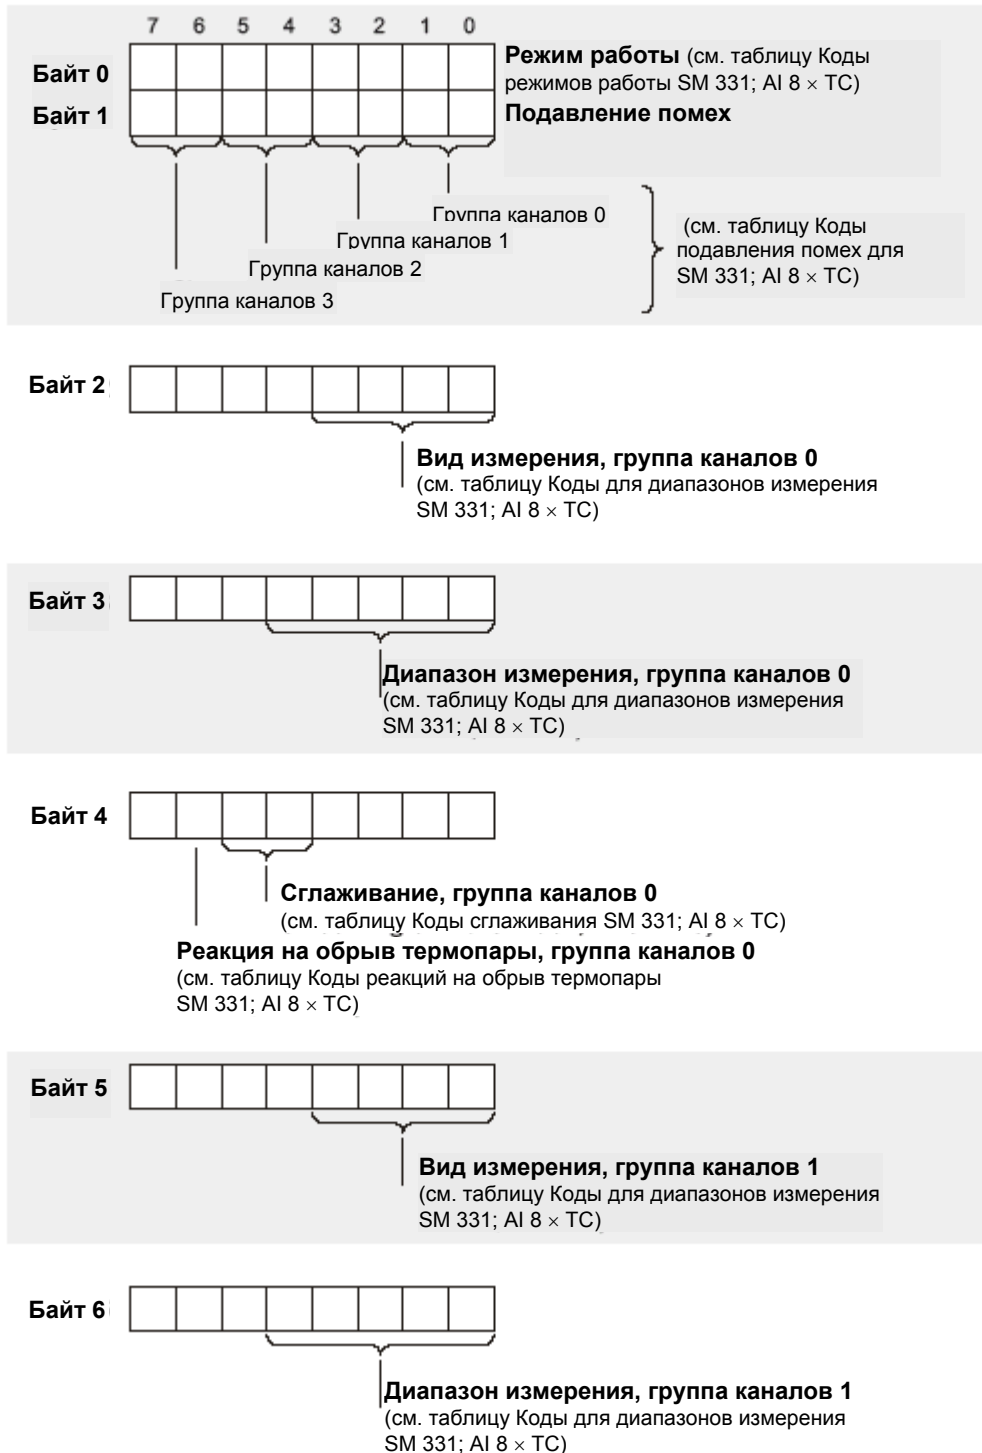 7 6 5 4 3 2 1 0
Байт 0
Режим работы (см. таблицу Коды
режимов работы SM 331; AI 8 × TC)
Байт 1
Подавление помех
Группа каналов 0
Группа каналов 1
Группа каналов 2
Группа каналов 3
(см. таблицу Коды
подавления помех для
SM 331; AI 8 × TC)
Байт 2
Вид измерения, группа каналов 0
(см. таблицу Коды для диапазонов измерения
SM 331; AI 8 × TC)
Байт 3
Диапазон измерения, группа каналов 0
(см. таблицу Коды для диапазонов измерения
SM 331; AI 8 × TC)
Байт 4
Сглаживание, группа каналов 0
(см. таблицу Коды сглаживания SM 331; AI 8 × TC)
Реакция на обрыв термопары, группа каналов 0
(см. таблицу Коды реакций на обрыв термопары
SM 331; AI 8 × TC)
Байт 5
Вид измерения, группа каналов 1
(см. таблицу Коды для диапазонов измерения
SM 331; AI 8 × TC)
Байт 6
Диапазон измерения, группа каналов 1
(см. таблицу Коды для диапазонов измерения
SM 331; AI 8 × TC)